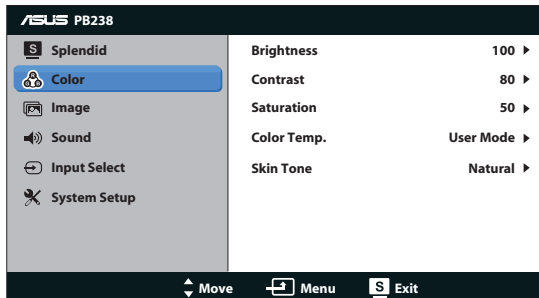 ASUS PB238
S Splendid
Color
Image
Sound
Input Select
System Setup
Brightness 100
Contrast 80
Saturation 50
Color Temp. User Mode
Skin Tone Natural
Move Menu S Exit